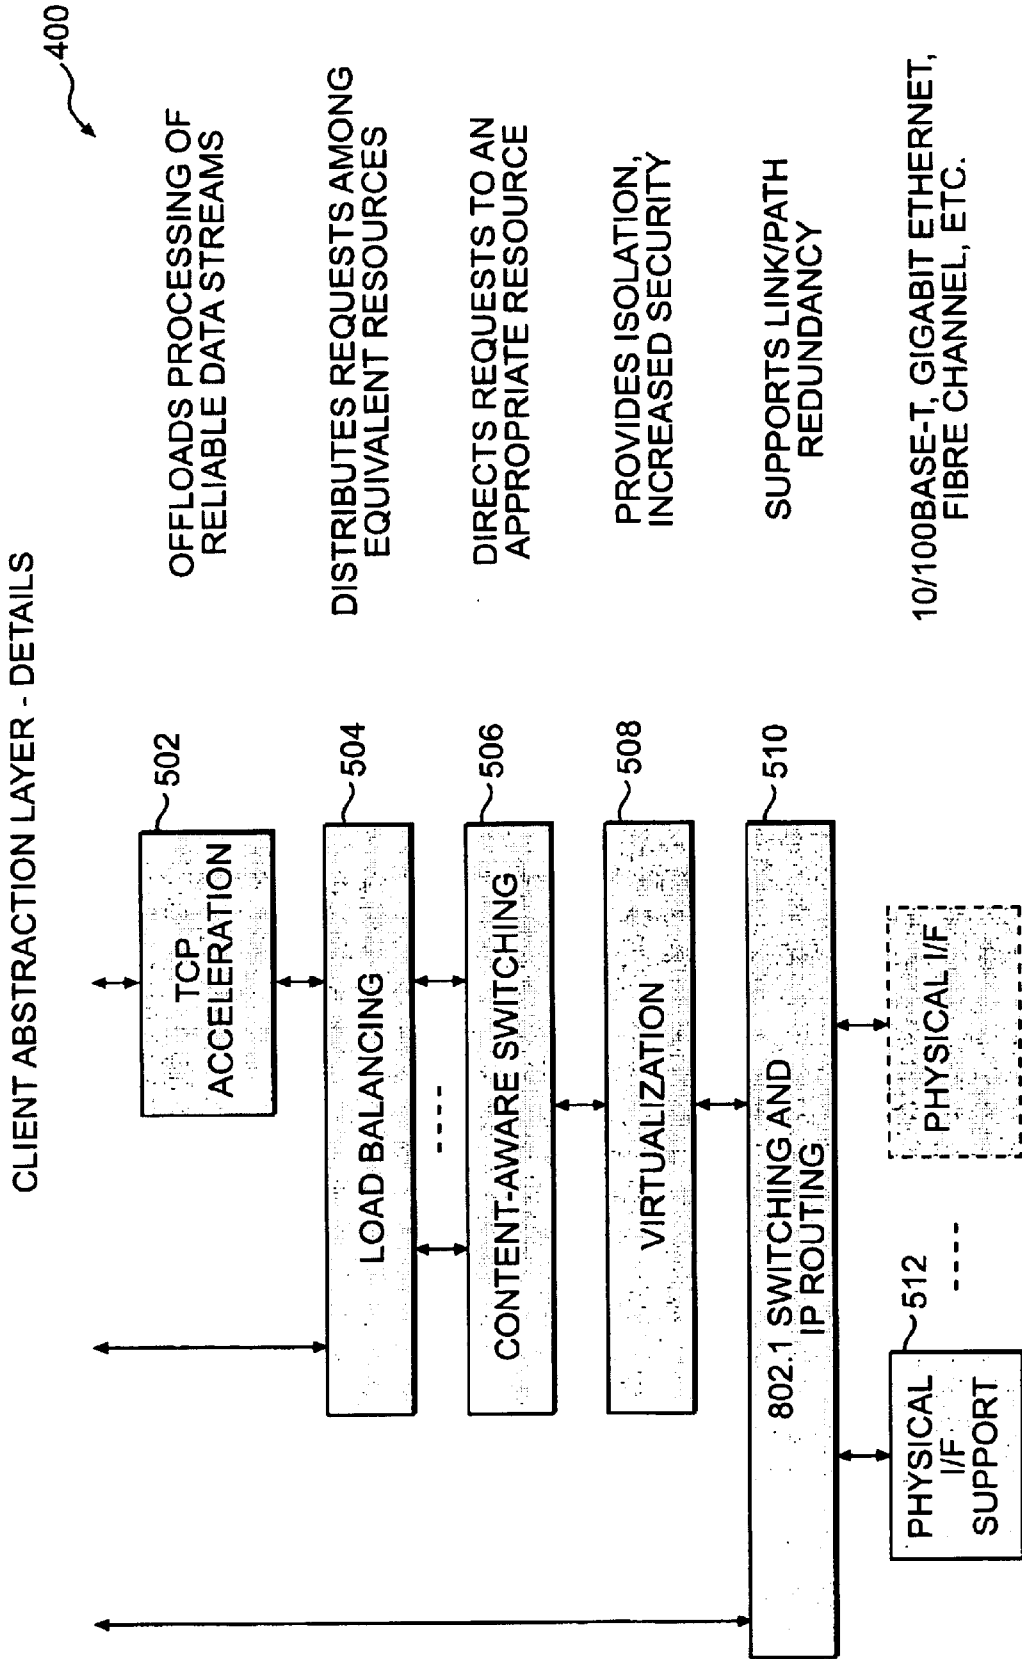 CLIENT ABSTRACTION LAYER - DETAILS
400
TCP
ACCELERATION
502
OFFLOADS PROCESSING OF
RELIABLE DATA STREAMS
LOAD BALANCING
504
DISTRIBUTES REQUESTS AMONG
EQUIVALENT RESOURCES
CONTENT-AWARE SWITCHING
506
DIRECTS REQUESTS TO AN
APPROPRIATE RESOURCE
VIRTUALIZATION
508
PROVIDES ISOLATION,
INCREASED SECURITY
802.1 SWITCHING AND
IP ROUTING
510
SUPPORTS LINK/PATH
REDUNDANCY
PHYSICAL
I/F
SUPPORT
512
PHYSICAL I/F
10/100BASE-T, GIGABIT ETHERNET,
FIBRE CHANNEL, ETC.